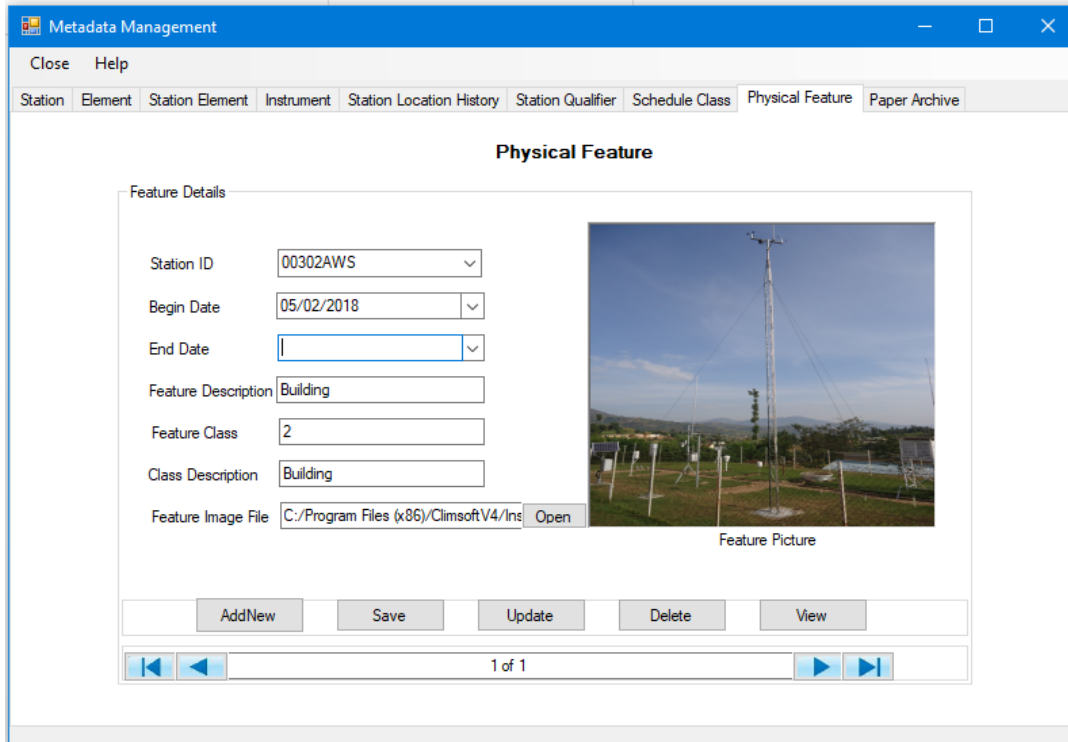 Metadata Management
Close Help
Station Element Station Element Instrument Station Location History Station Qualifier Schedule Class Physical Feature Paper Archive
Physical Feature
Feature Details
Station ID 00302AWS
Begin Date 05/02/2018
End Date
Feature Description Building
Feature Class 2
Class Description Building
Feature Image File C:/Program Files (x86)/ClimsoftV4/Ins Open
Feature Picture
AddNew Save Update Delete View
1 of 1